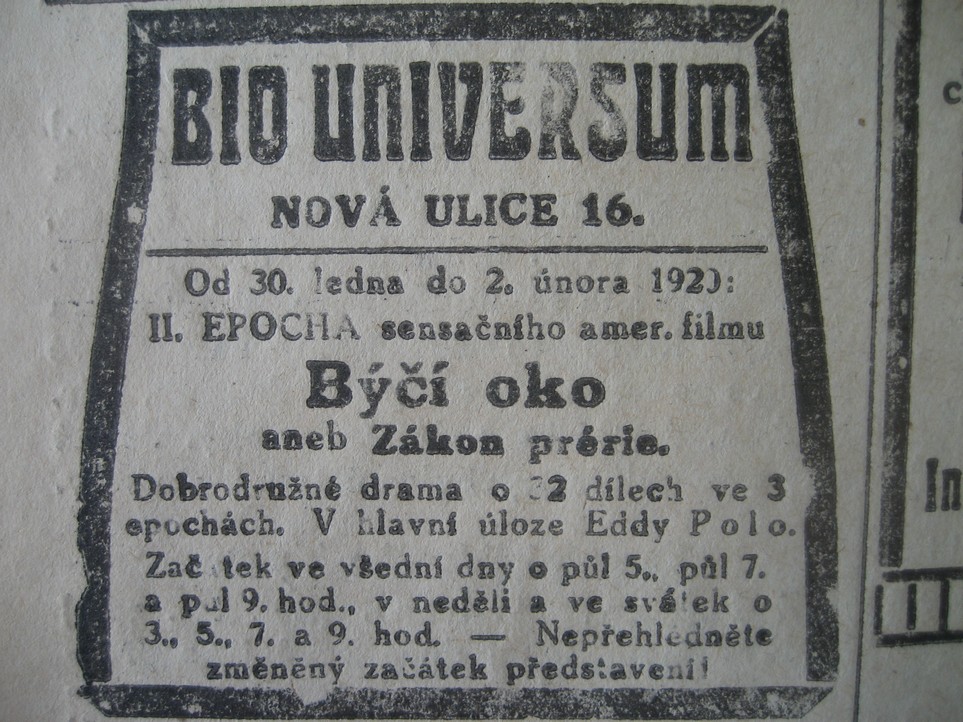 BIO UNIVERSUM
NOVÁ ULICE 16.
Od 30. ledna do 2. února 1920:
II. EPOCHA sensačního amer. filmu
Býčí oko
aneb Zákon prérie.
Dobrodružné drama o 32 dílech ve 3
epochách. V hlavní úloze Eddy Polo.
Začátek ve všední dny o půl 5., půl 7.
a půl 9. hod., v neděli a ve svátek o
3., 5., 7. a 9. hod. — Nepřehledněte
změněný začátek představení!
c
In